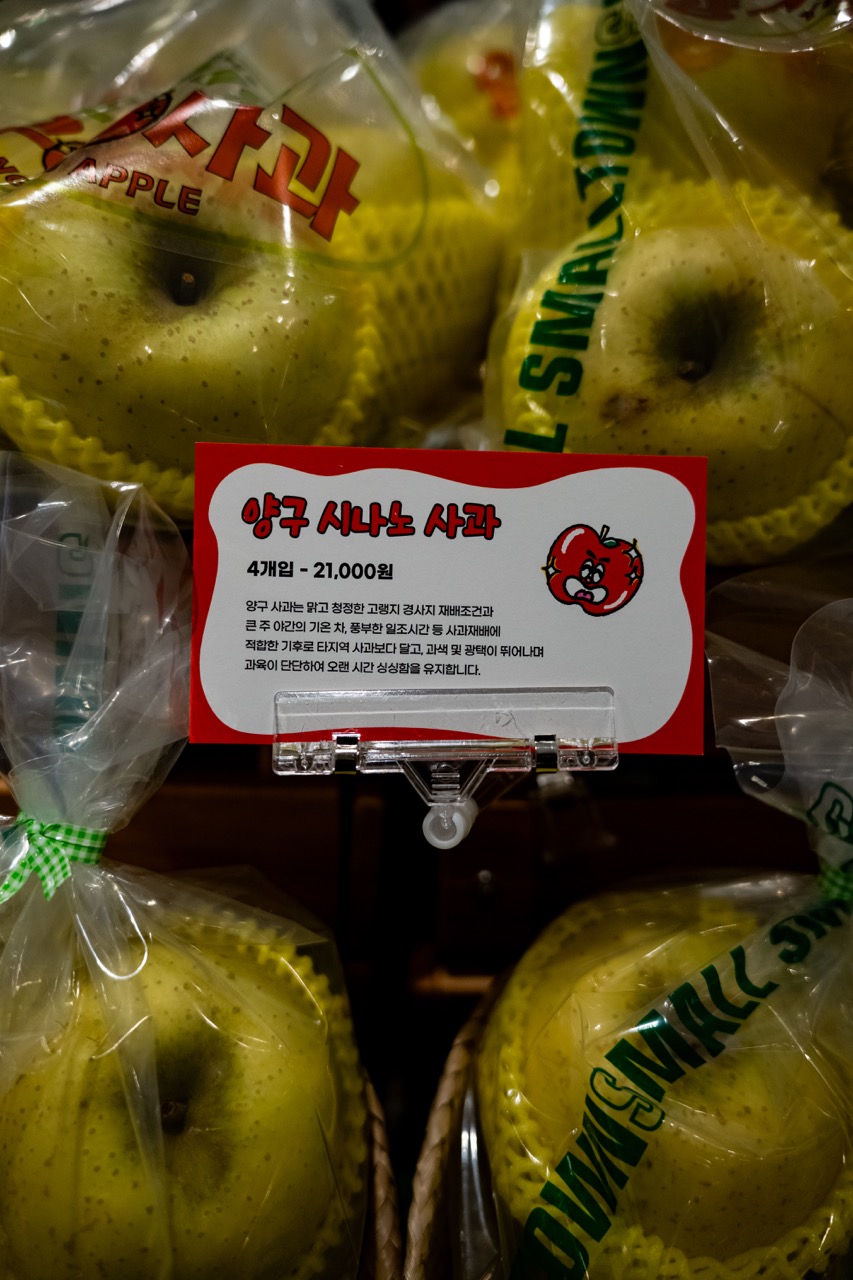 사과
APPLE
SMALLTOWN
L SMALL
양구 시나노 사과
4개입 - 21,000원
양구 사과는 맑고 청정한 고랭지 경사지 재배조건과
큰 주 야간의 기온 차, 풍부한 일조시간 등 사과재배에
적합한 기후로 타지역 사과보다 달고, 과색 및 광택이 뛰어나며
과육이 단단하여 오랜 시간 싱싱함을 유지합니다.
OWNSMALL SM